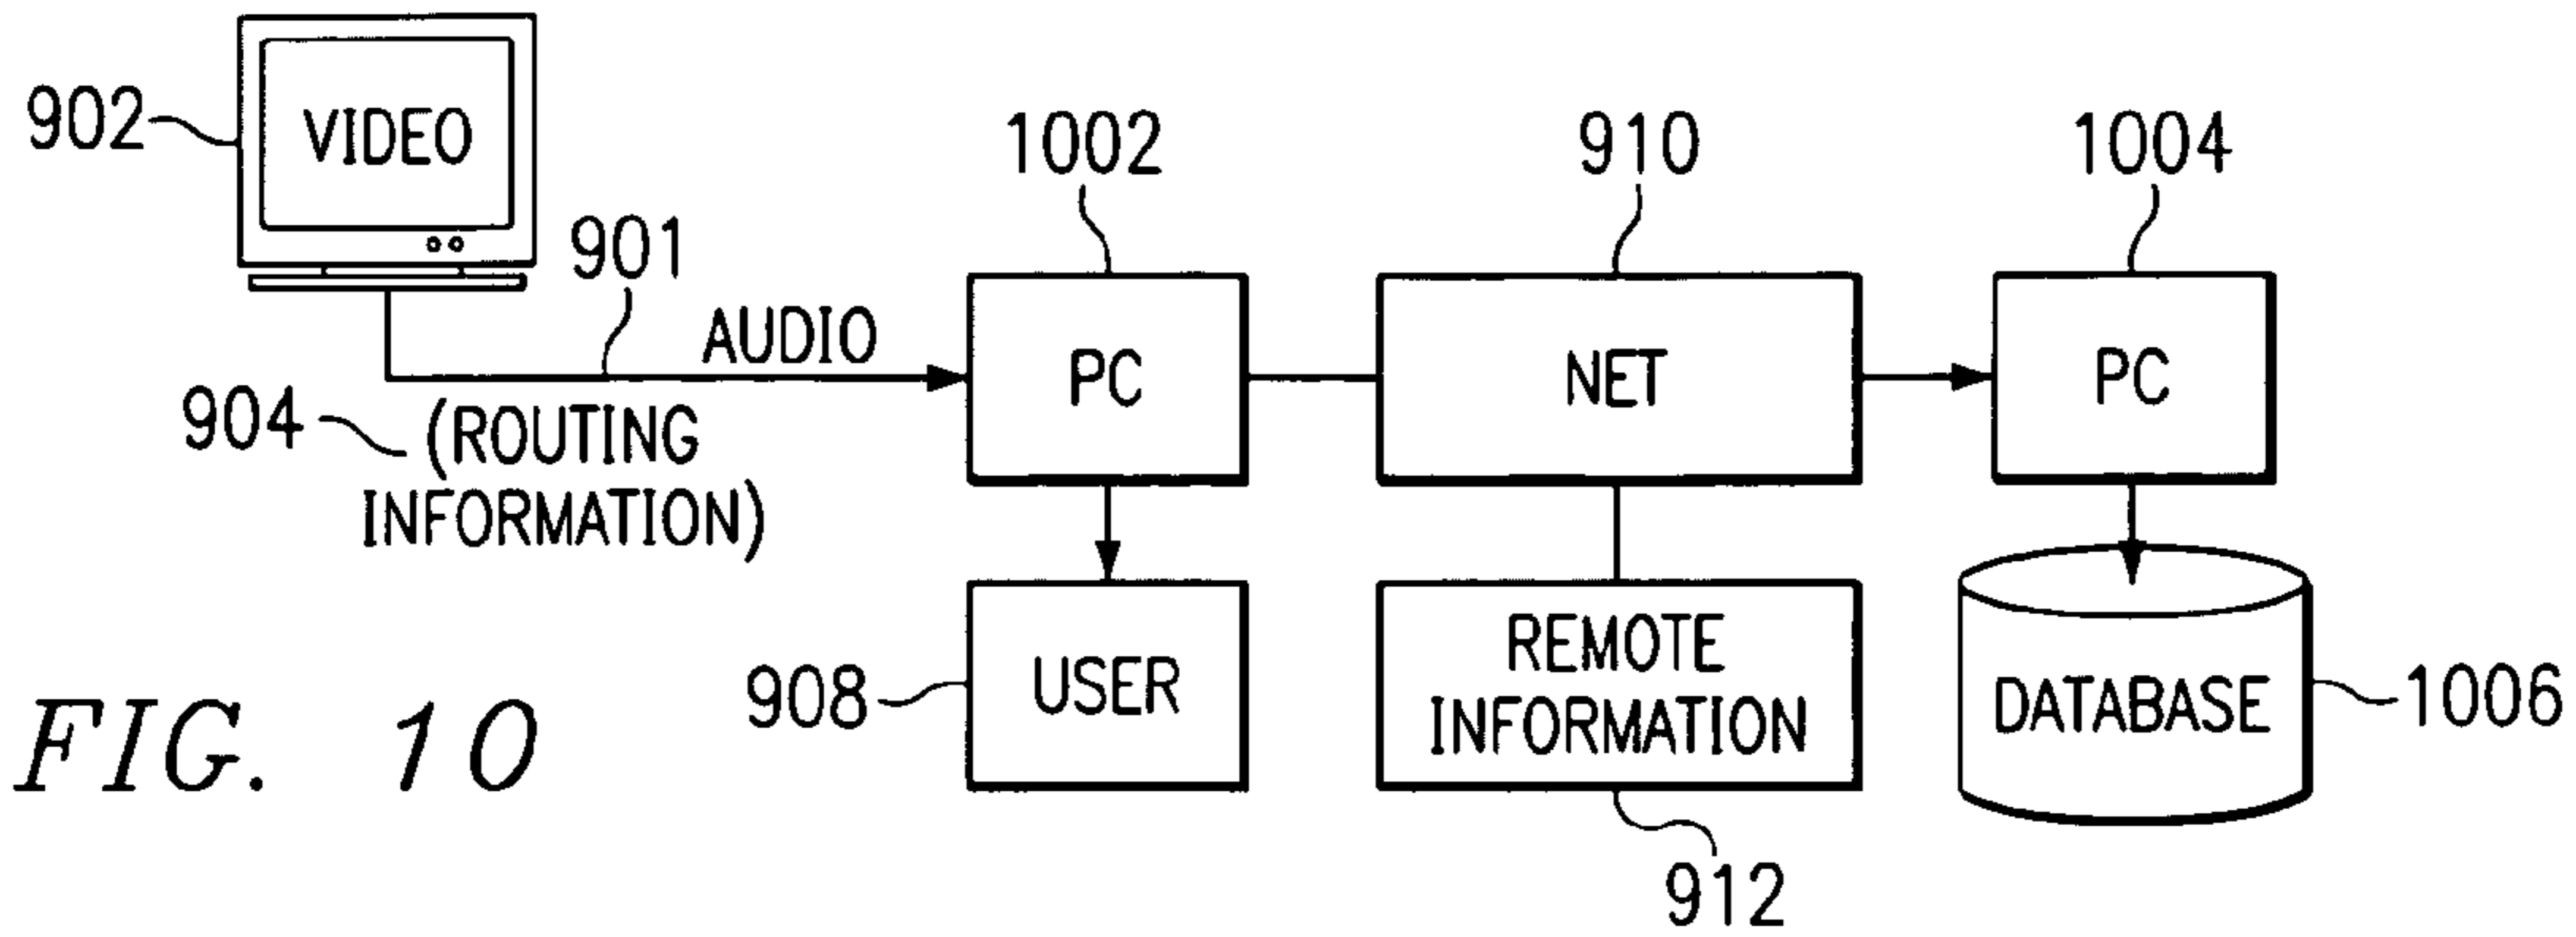 902
VIDEO
1002
910
1004
901
AUDIO
PC
NET
PC
904
(ROUTING
INFORMATION)
908
USER
REMOTE
INFORMATION
DATABASE
1006
912
FIG. 10